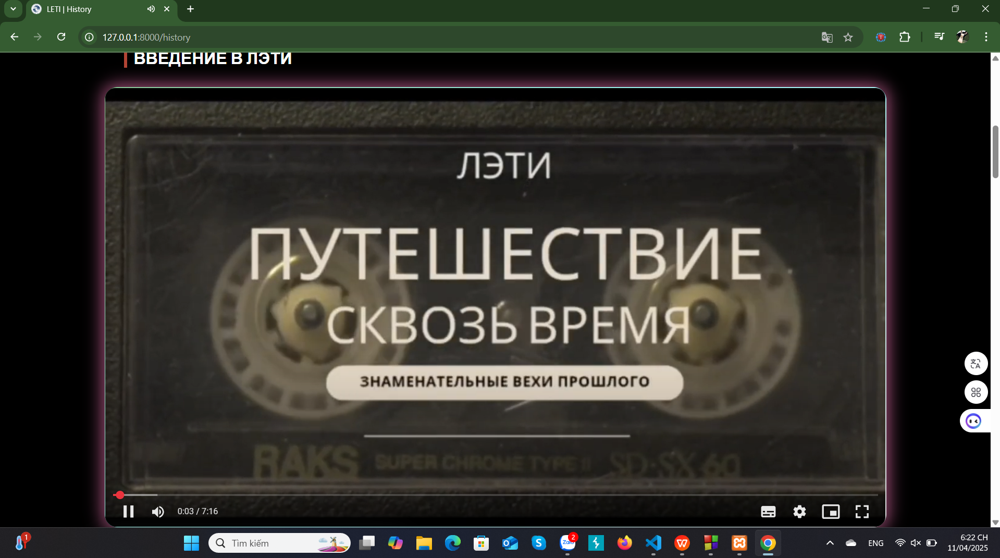 LETI | History
127.0.0.1:8000/history
ВВЕДЕНИЕ В ЛЭТИ
ЛЭТИ
ПУТЕШЕСТВИЕ
СКВОЗЬ ВРЕМЯ
ЗНАМЕНАТЕЛЬНЫЕ ВЕХИ ПРОШЛОГО
RAKS SUPER CHROME TYPE II SD-SX 60
0:03 / 7:16
1
Tìm kiếm
Zalo
2
ENG
6:22 CH
11/04/2025